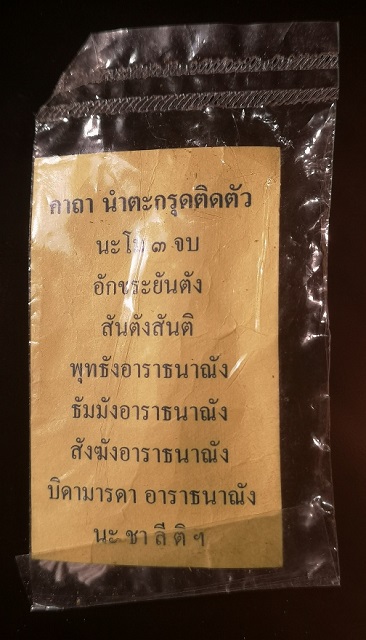 คาถา นำตะกรุดติดตัว
นะโม ๓ จบ
อักขระยันตัง
สันตังสันติ
พุทธังอาราธนาณัง
ธัมมังอาราธนาณัง
สังฆังอาราธนาณัง
บิดามารดา อาราธนาณัง
นะ ชา ลี ติ ฯ